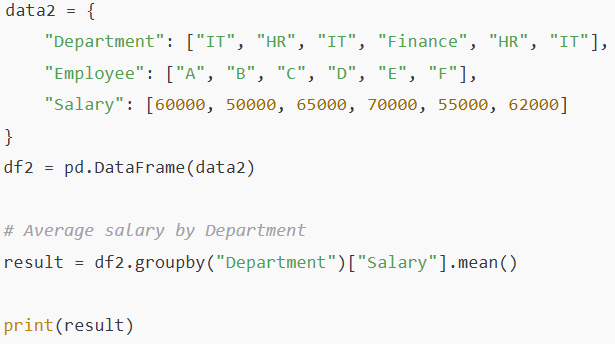 data2 = {
    "Department": ["IT", "HR", "IT", "Finance", "HR", "IT"],
    "Employee": ["A", "B", "C", "D", "E", "F"],
    "Salary": [60000, 50000, 65000, 70000, 55000, 62000]
}
df2 = pd.DataFrame(data2)

# Average salary by Department
result = df2.groupby("Department")["Salary"].mean()

print(result)